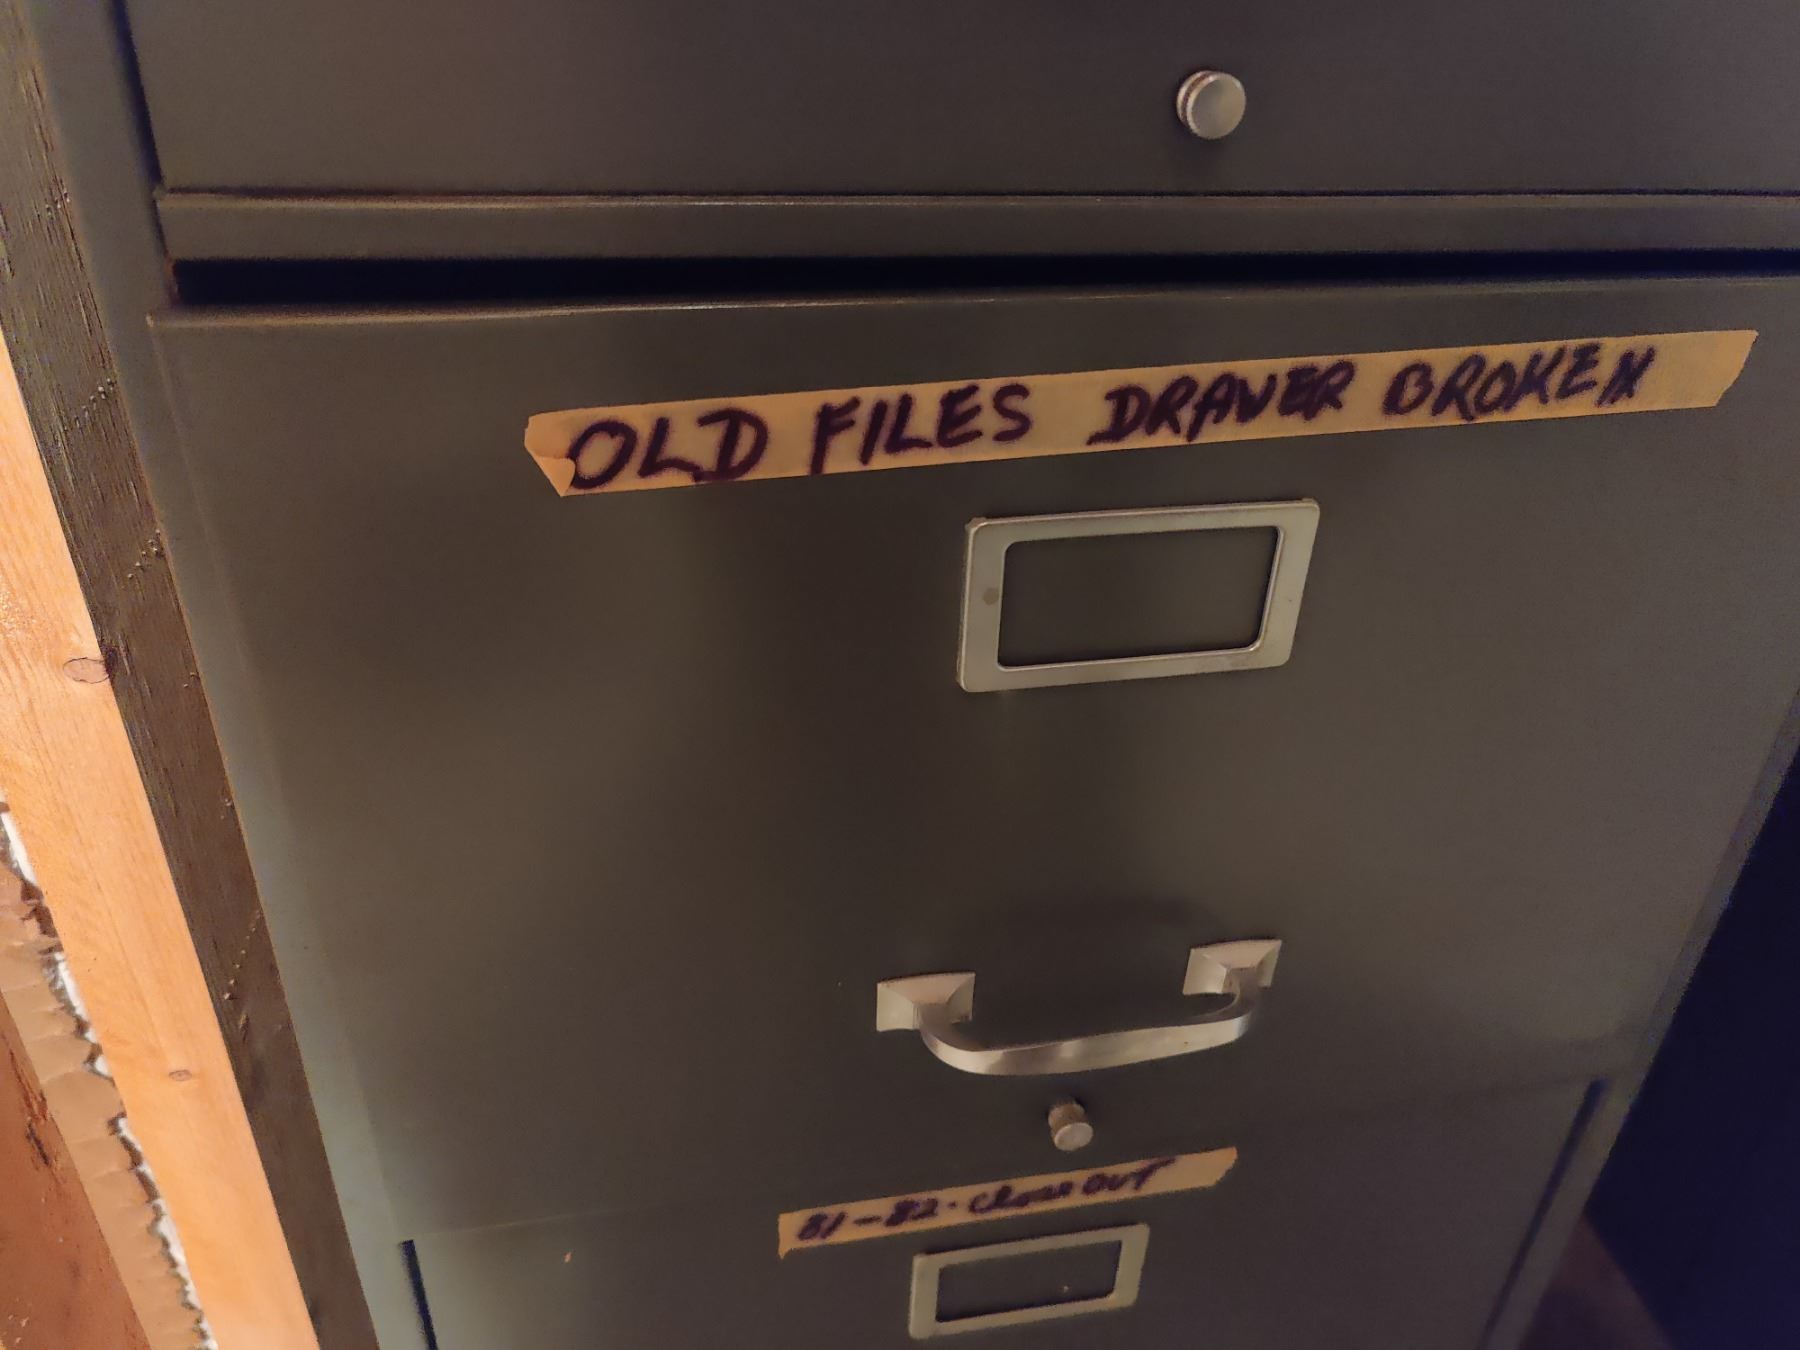 OLD FILES DRAWER BROKEN
81-82. close out